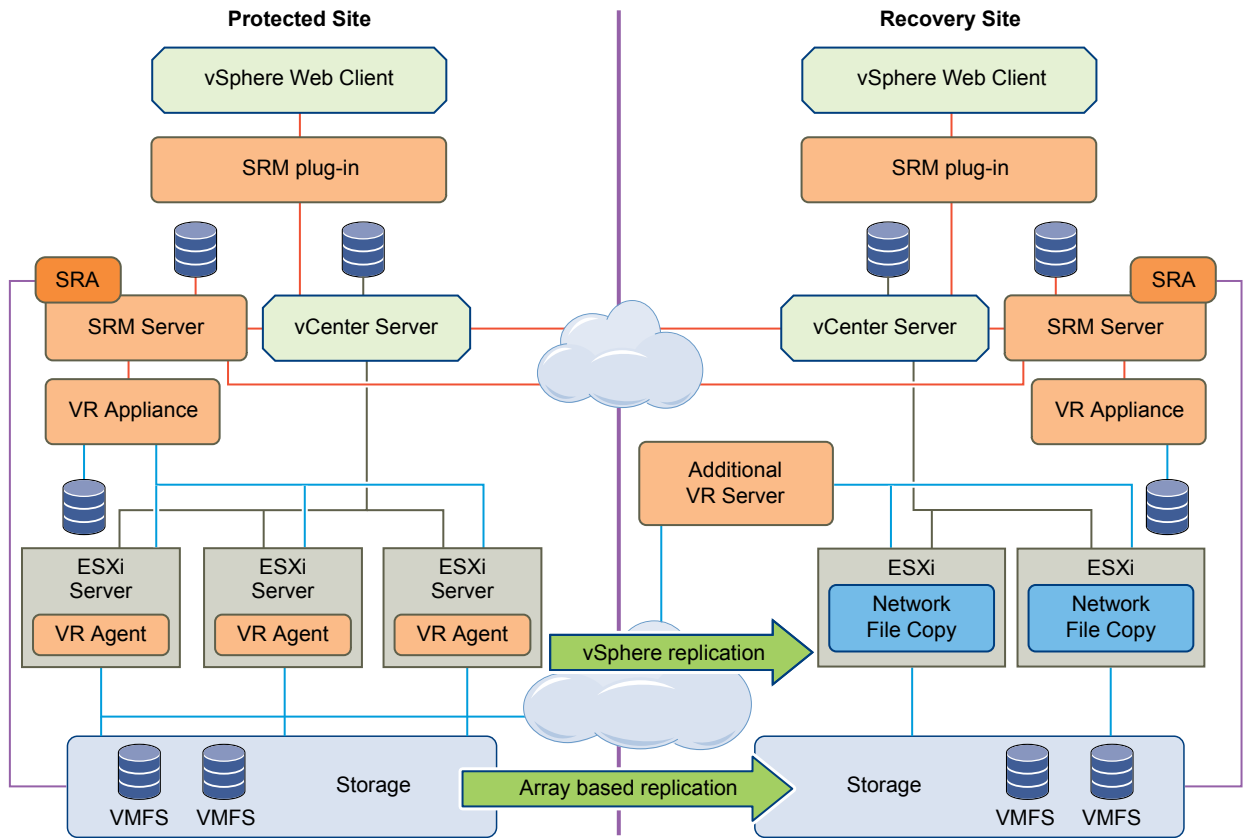 Protected Site
Recovery Site
vSphere Web Client
vSphere Web Client
SRM plug-in
SRM plug-in
SRA
SRA
SRM Server
vCenter Server
vCenter Server
SRM Server
VR Appliance
VR Appliance
Additional
VR Server
ESXi
Server
VR Agent
ESXi
Server
VR Agent
ESXi
Server
VR Agent
ESXi
Network
File Copy
ESXi
Network
File Copy
vSphere replication
Storage
VMFS
VMFS
Array based replication
Storage
VMFS
VMFS